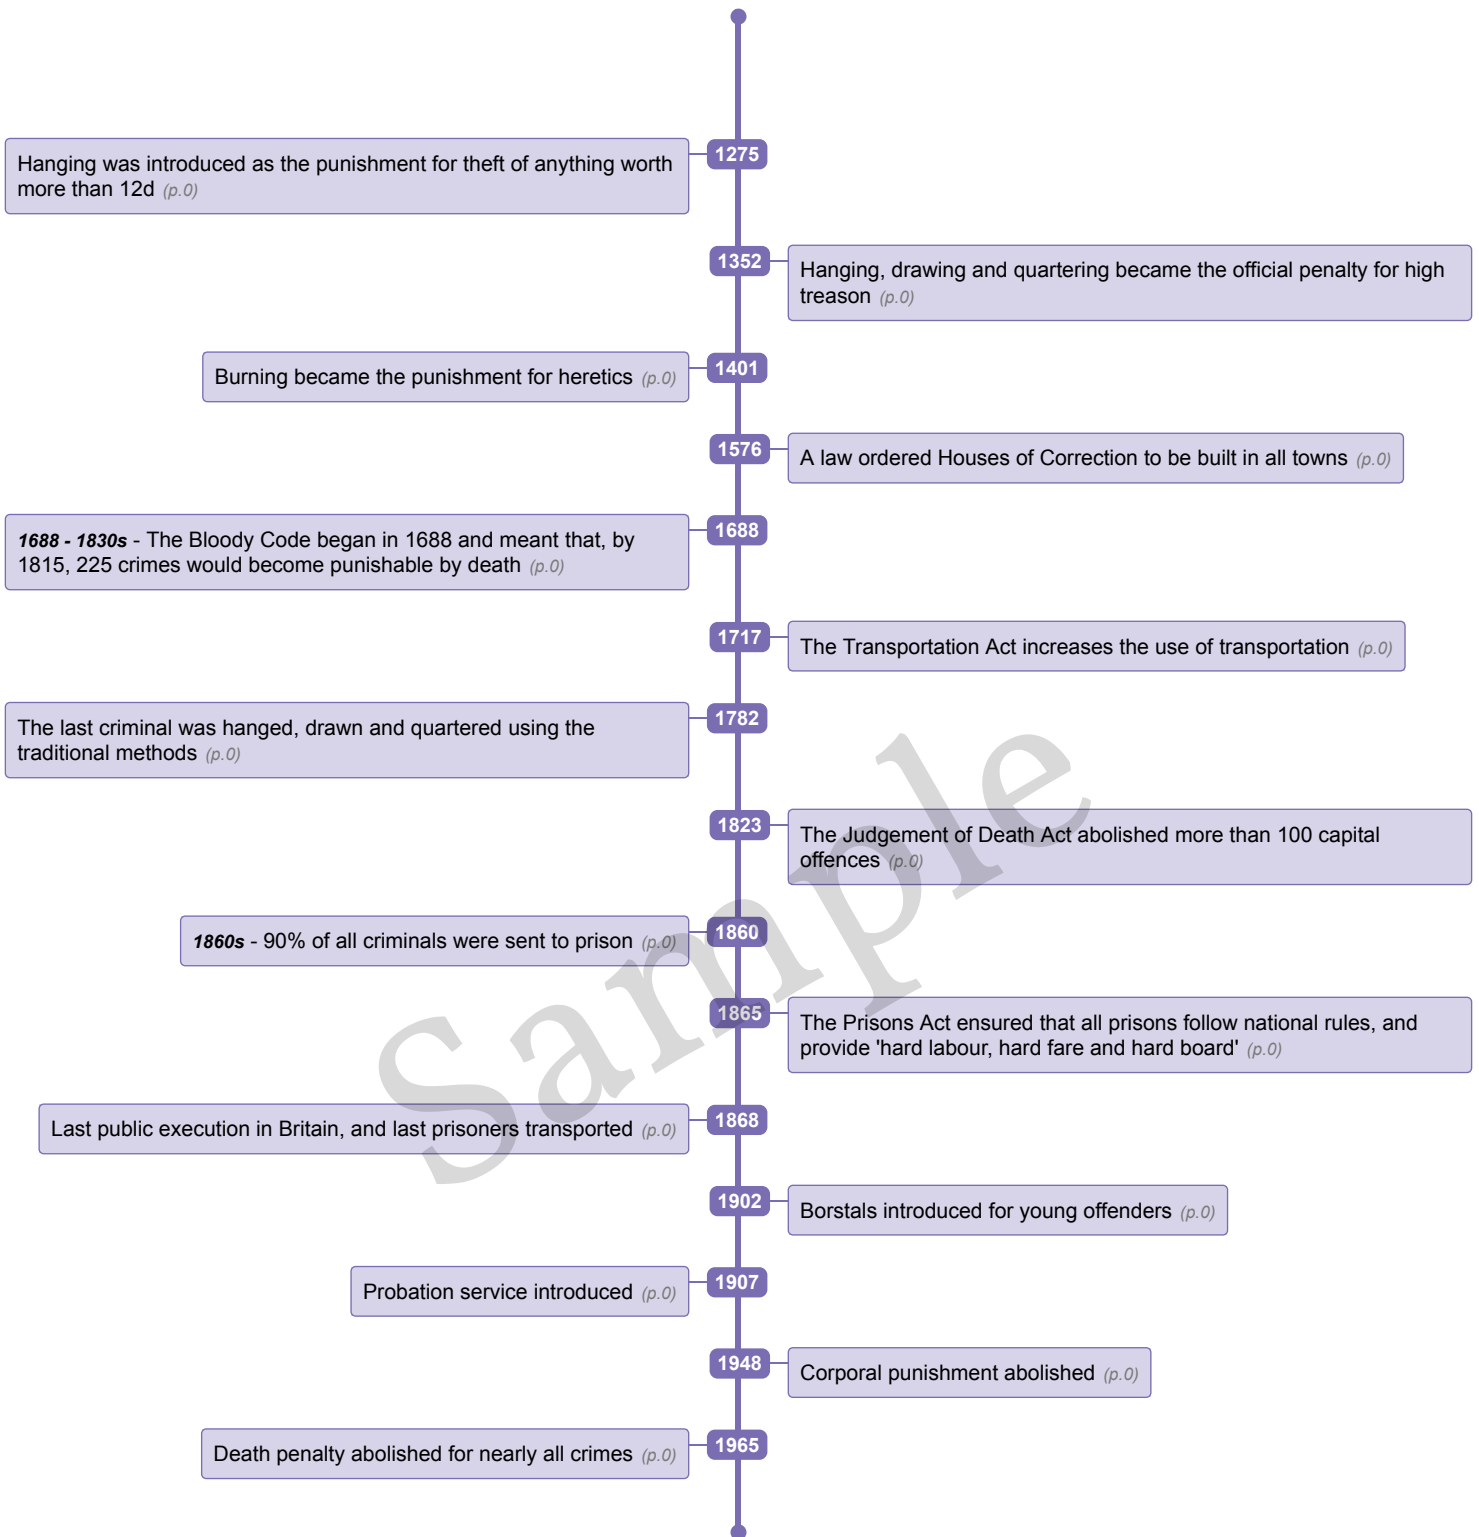 1275
Hanging was introduced as the punishment for theft of anything worth
more than 12d (p.0)
1352
Hanging, drawing and quartering became the official penalty for high
treason (p.0)
1401
Burning became the punishment for heretics (p.0)
1576
A law ordered Houses of Correction to be built in all towns (p.0)
1688
1688 - 1830s - The Bloody Code began in 1688 and meant that, by
1815, 225 crimes would become punishable by death (p.0)
1717
The Transportation Act increases the use of transportation (p.0)
1782
The last criminal was hanged, drawn and quartered using the
traditional methods (p.0)
1823
The Judgement of Death Act abolished more than 100 capital
offences (p.0)
1860
1860s - 90% of all criminals were sent to prison (p.0)
1865
The Prisons Act ensured that all prisons follow national rules, and
provide 'hard labour, hard fare and hard board' (p.0)
1868
Last public execution in Britain, and last prisoners transported (p.0)
1902
Borstals introduced for young offenders (p.0)
1907
Probation service introduced (p.0)
1948
Corporal punishment abolished (p.0)
1965
Death penalty abolished for nearly all crimes (p.0)
Sample